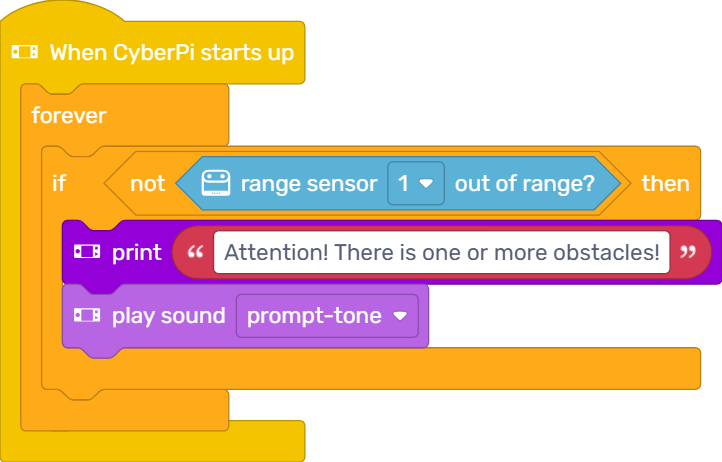 When CyberPi starts up
forever
if not range sensor 1 out of range? then
print “ Attention! There is one or more obstacles! ”
play sound prompt-tone